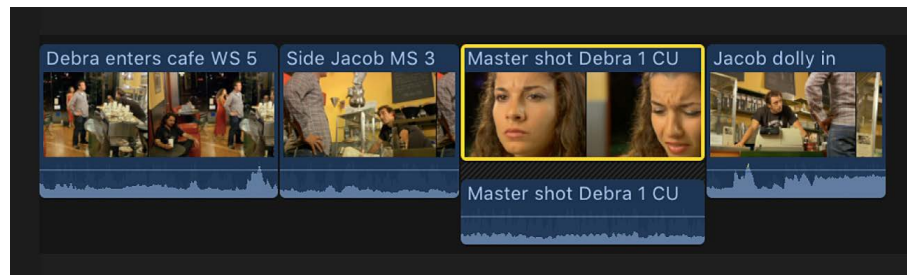 Debra enters cafe WS 5
Side Jacob MS 3
Master shot Debra 1 CU
Jacob dolly in
Master shot Debra 1 CU